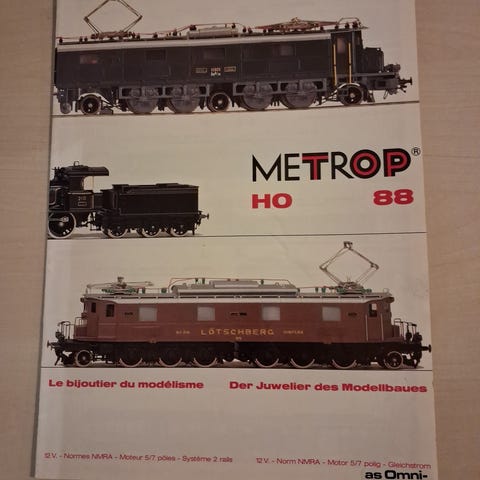 METROP®
HO 88
LÖTSCHBERG
Le bijoutier du modélisme Der Juwelier des Modellbaues
12 V. - Normes NMRA - Moteur 5/7 pôles - Système 2 rails 12 V. - Norm NMRA - Motor 5/7 polig - Gleichstrom
as Omni-